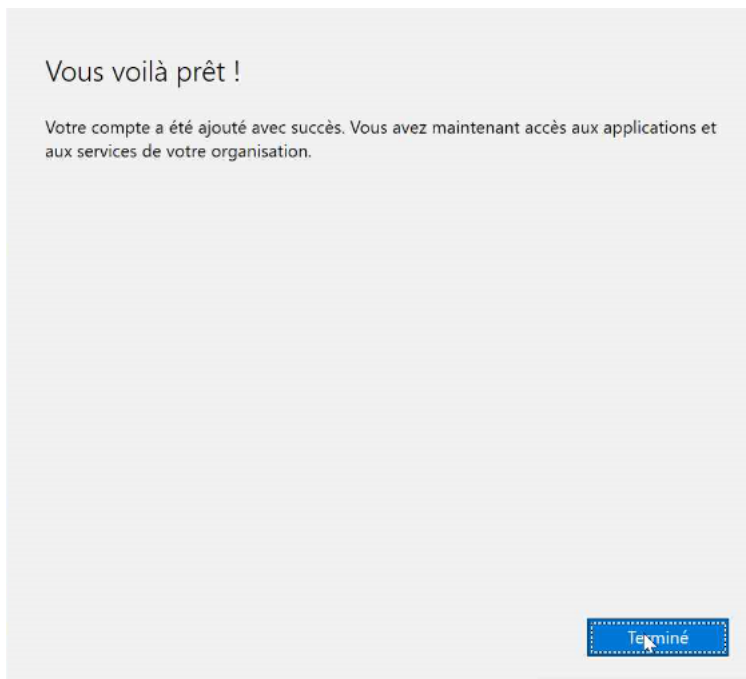 Vous voilà prêt !
Votre compte a été ajouté avec succès. Vous avez maintenant accès aux applications et
aux services de votre organisation.
Terminé